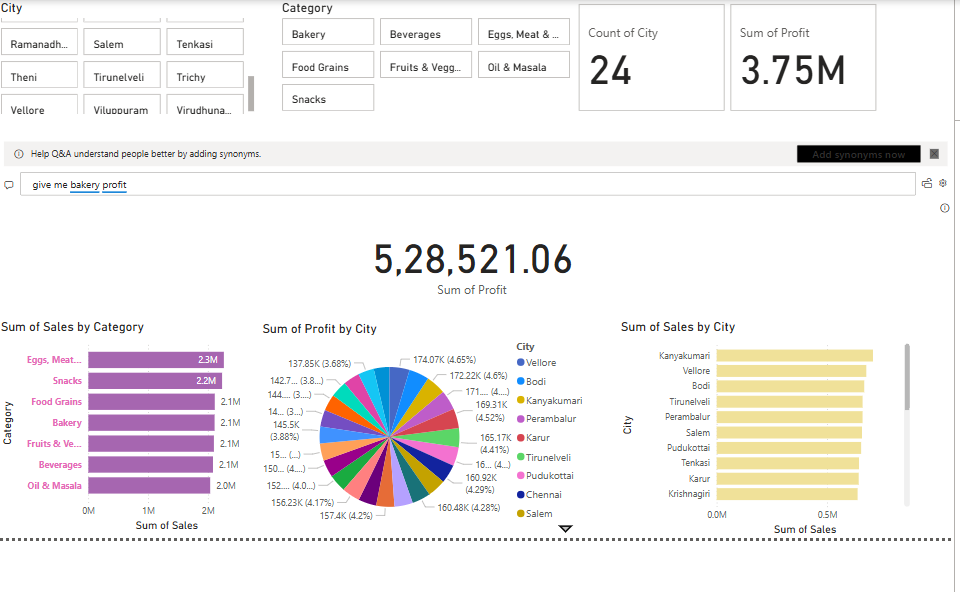 City
Ramanadh...
Salem
Tenkasi
Theni
Tirunelveli
Trichy
Vellore
Viluppuram
Virudhuna...
Category
Bakery
Beverages
Eggs, Meat & ...
Food Grains
Fruits & Vegg...
Oil & Masala
Snacks
Count of City
24
Sum of Profit
3.75M
Help Q&A understand people better by adding synonyms.
Add synonyms now
give me bakery profit
5,28,521.06
Sum of Profit
Sum of Sales by Category
Category
Eggs, Meat...
2.3M
Snacks
2.2M
Food Grains
2.1M
Bakery
2.1M
Fruits & Ve...
2.1M
Beverages
2.1M
Oil & Masala
2.0M
0M
1M
2M
Sum of Sales
Sum of Profit by City
174.07K (4.65%)
172.22K (4.6%)
171.... (4....)
169.31K
(4.52%)
165.17K
(4.41%)
16... (4...)
160.92K
(4.29%)
160.48K (4.28%)
157.4K (4.2%)
156.23K (4.17%)
152.... (4.0...)
150.... (4....)
15... (...)
145.5K
(3.88%)
14... (3...)
144.... (3....)
142.7... (3.8...)
137.85K (3.68%)
City
Vellore
Bodi
Kanyakumari
Perambalur
Karur
Tirunelveli
Pudukottai
Chennai
Salem
Sum of Sales by City
City
Kanyakumari
Vellore
Bodi
Tirunelveli
Perambalur
Salem
Pudukottai
Tenkasi
Karur
Krishnagiri
0.0M
0.5M
Sum of Sales